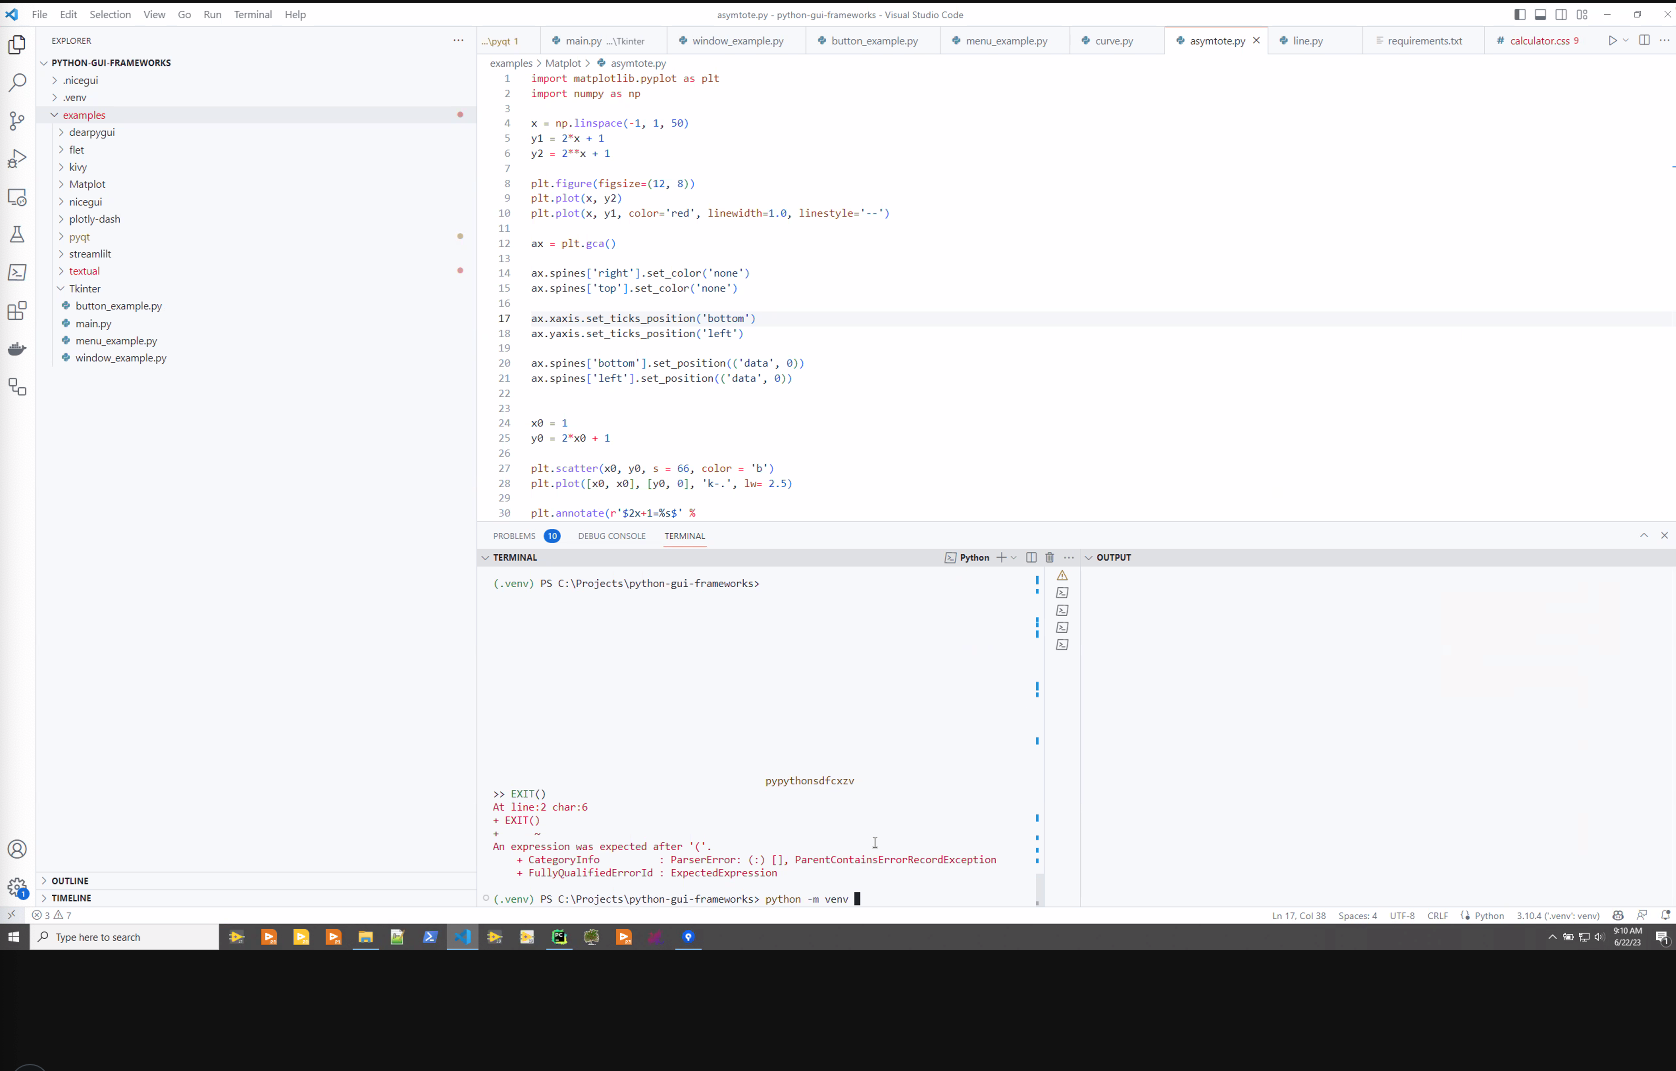 File Edit Selection View Go Run Terminal Help
asymtote.py - python-gui-frameworks - Visual Studio Code
EXPLORER
...\pyqt 1
main.py ...\Tkinter
window_example.py
button_example.py
menu_example.py
curve.py
asymtote.py
line.py
requirements.txt
# calculator.css 9
PYTHON-GUI-FRAMEWORKS
.nicegui
.venv
examples
dearpygui
flet
kivy
Matplot
nicegui
plotly-dash
pyqt
streamlilt
textual
Tkinter
button_example.py
main.py
menu_example.py
window_example.py
OUTLINE
TIMELINE
examples > Matplot > asymtote.py
1 import matplotlib.pyplot as plt
2 import numpy as np
3
4 x = np.linspace(-1, 1, 50)
5 y1 = 2*x + 1
6 y2 = 2**x + 1
7
8 plt.figure(figsize=(12, 8))
9 plt.plot(x, y2)
10 plt.plot(x, y1, color='red', linewidth=1.0, linestyle='--')
11
12 ax = plt.gca()
13
14 ax.spines['right'].set_color('none')
15 ax.spines['top'].set_color('none')
16
17 ax.xaxis.set_ticks_position('bottom')
18 ax.yaxis.set_ticks_position('left')
19
20 ax.spines['bottom'].set_position(('data', 0))
21 ax.spines['left'].set_position(('data', 0))
22
23
24 x0 = 1
25 y0 = 2*x0 + 1
26
27 plt.scatter(x0, y0, s = 66, color = 'b')
28 plt.plot([x0, x0], [y0, 0], 'k-.', lw= 2.5)
29
30 plt.annotate(r'$2x+1=%s$' %
PROBLEMS 10 DEBUG CONSOLE TERMINAL
TERMINAL
Python
OUTPUT
(.venv) PS C:\Projects\python-gui-frameworks>
pypythonsdfcxzv
>> EXIT()
At line:2 char:6
+ EXIT()
+      ~
An expression was expected after '('.
+ CategoryInfo : ParserError: (:) [], ParentContainsErrorRecordException
+ FullyQualifiedErrorId : ExpectedExpression
(.venv) PS C:\Projects\python-gui-frameworks> python -m venv
1
3 7
Ln 17, Col 38 Spaces: 4 UTF-8 CRLF Python 3.10.4 ('.venv': venv)
Type here to search
9:10 AM
6/22/23
1